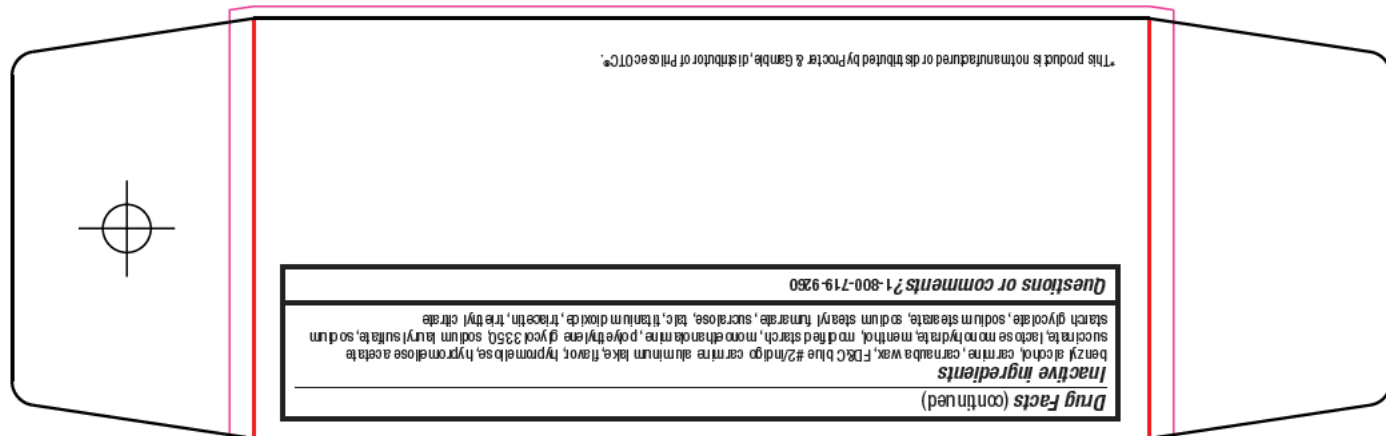 Drug Facts (continued)
Inactive ingredients
benzyl alcohol, carmine, carnauba wax, FD&C blue #2/indigo carmine aluminum lake, flavor, hypromellose, hypromellose acetate
succinate, lactose monohydrate, menthol, modified starch, monoethanolamine, polyethylene glycol 3350, sodium lauryl sulfate, sodium
starch glycolate, sodium stearate, sodium stearyl fumarate, sucralose, talc, titanium dioxide, triacetin, triethyl citrate
Questions or comments? 1-800-719-9260
*This product is not manufactured or distributed by Procter & Gamble, distributor of Prilosec OTC®.